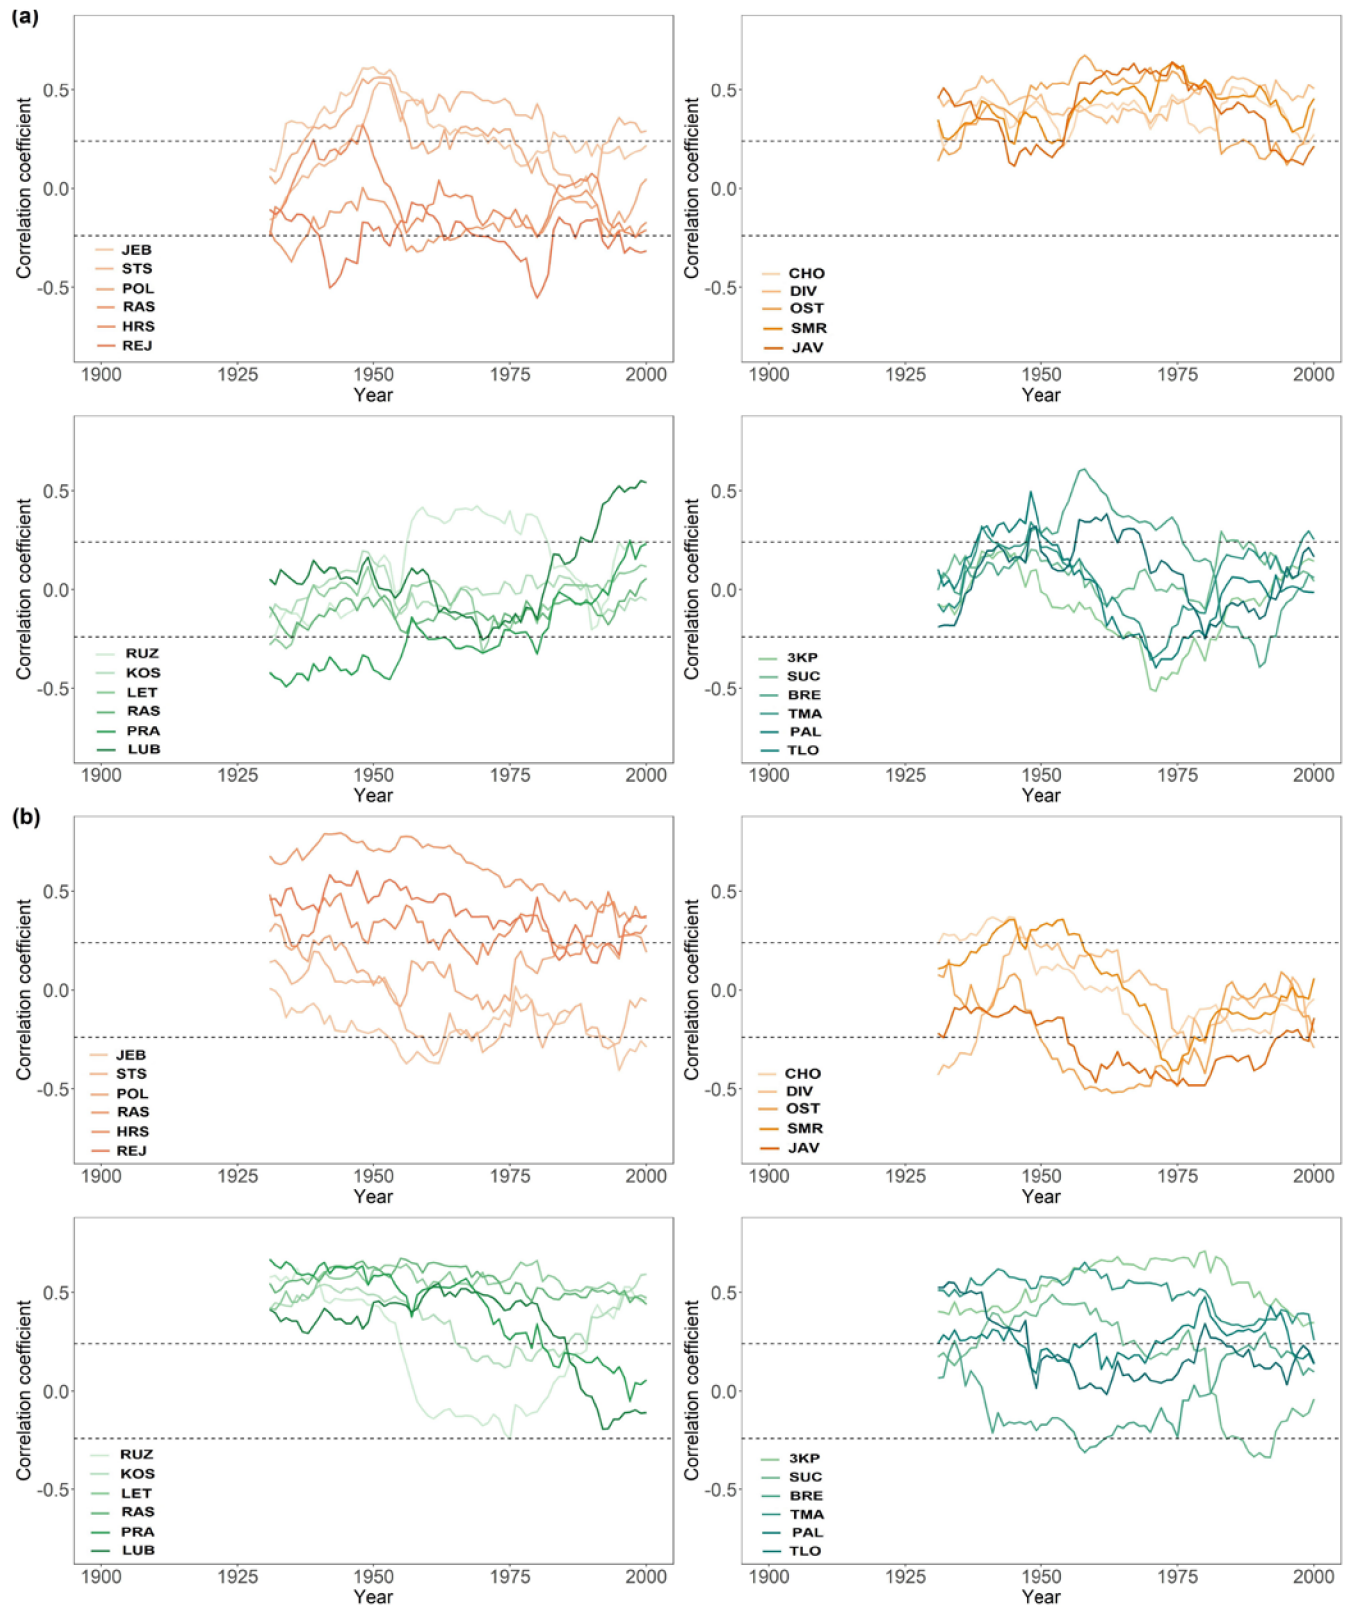 (a)
Correlation coefficient
0.5
0.0
-0.5
JEB
STS
POL
RAS
HRS
REJ
1900 1925 1950 1975 2000
Year
Correlation coefficient
0.5
0.0
-0.5
CHO
DIV
OST
SMR
JAV
1900 1925 1950 1975 2000
Year
Correlation coefficient
0.5
0.0
-0.5
RUZ
KOS
LET
RAS
PRA
LUB
1900 1925 1950 1975 2000
Year
Correlation coefficient
0.5
0.0
-0.5
3KP
SUC
BRE
TMA
PAL
TLO
1900 1925 1950 1975 2000
Year
(b)
Correlation coefficient
0.5
0.0
-0.5
JEB
STS
POL
RAS
HRS
REJ
1900 1925 1950 1975 2000
Year
Correlation coefficient
0.5
0.0
-0.5
CHO
DIV
OST
SMR
JAV
1900 1925 1950 1975 2000
Year
Correlation coefficient
0.5
0.0
-0.5
RUZ
KOS
LET
RAS
PRA
LUB
1900 1925 1950 1975 2000
Year
Correlation coefficient
0.5
0.0
-0.5
3KP
SUC
BRE
TMA
PAL
TLO
1900 1925 1950 1975 2000
Year